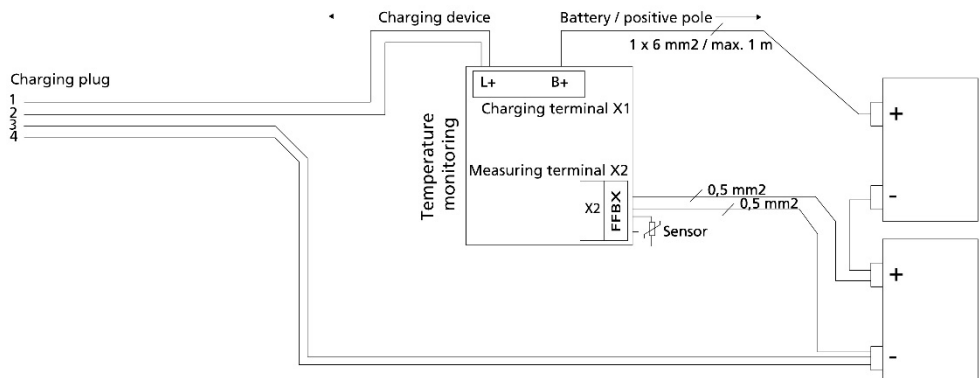 Charging device
Battery / positive pole
1 x 6 mm2 / max. 1 m
Charging plug
1
2
3
4
L+
B+
Charging terminal X1
Temperature
monitoring
Measuring terminal X2
X2
FFBX
Sensor
0,5 mm2
0,5 mm2
+
-
+
-